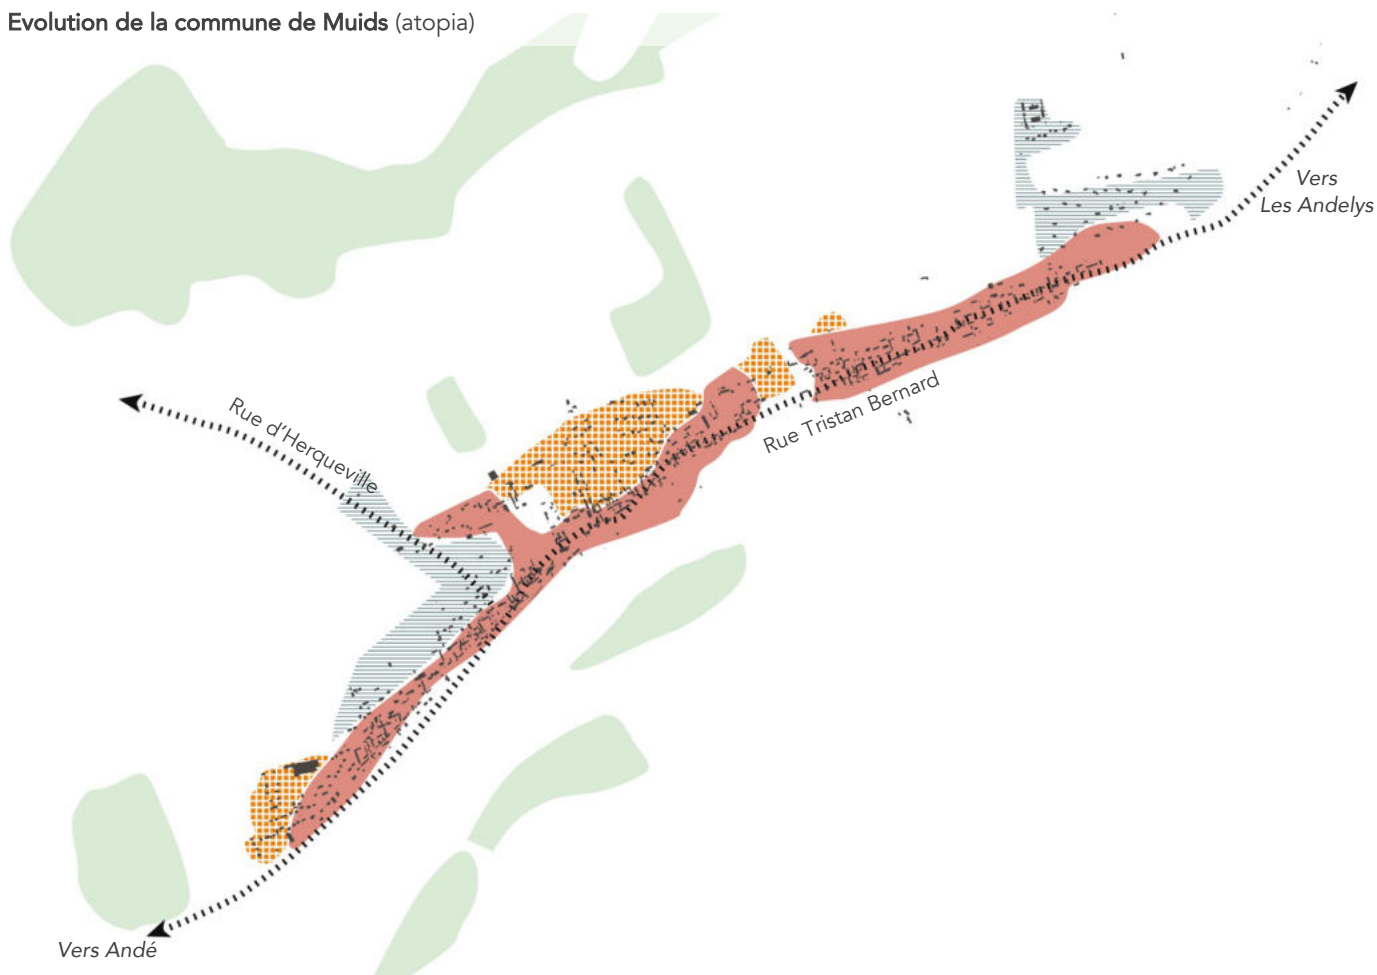 Evolution de la commune de Muids (atopia)
Vers
Les Andelys
Rue d'Herqueville
Rue Tristan Bernard
Vers Andé